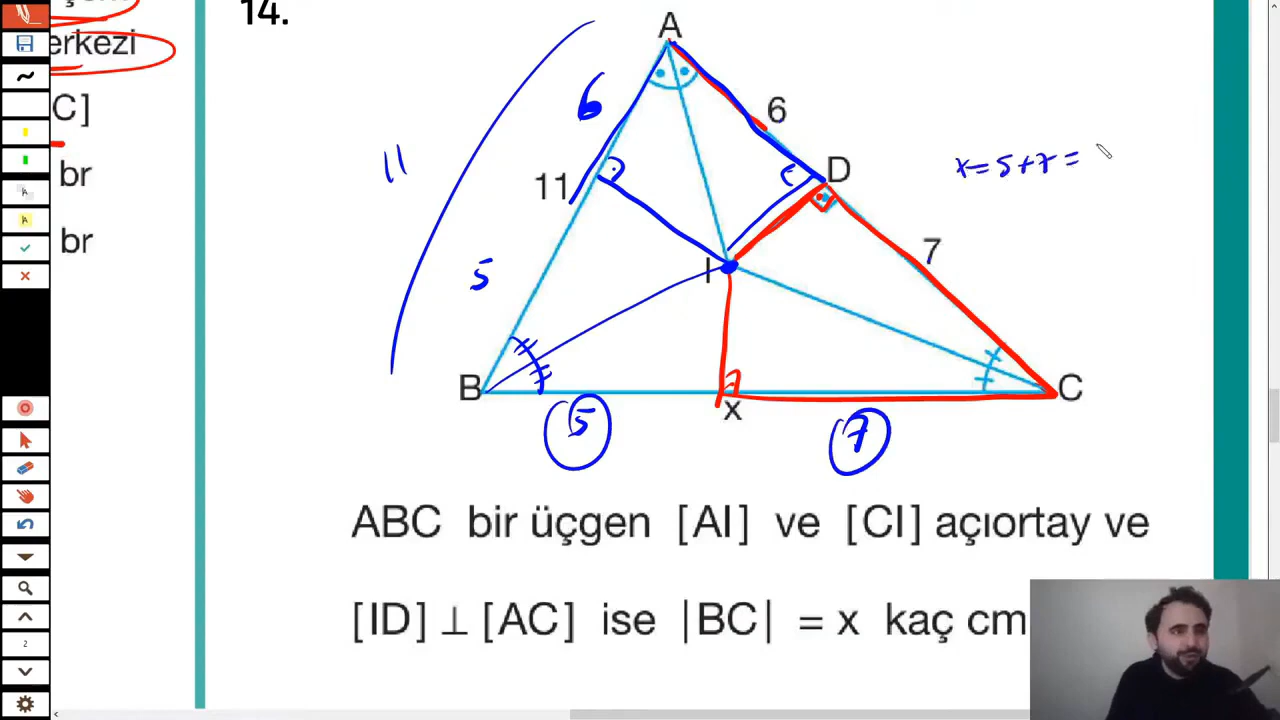 14.
erkezi
C]
br
br
A
6
6
11
11
D
x = 5 + 7 =
7
I
5
B
C
x
5
7
ABC bir üçgen [AI] ve [CI] açıortay ve
[ID] ⊥ [AC] ise |BC| = x kaç cm
2